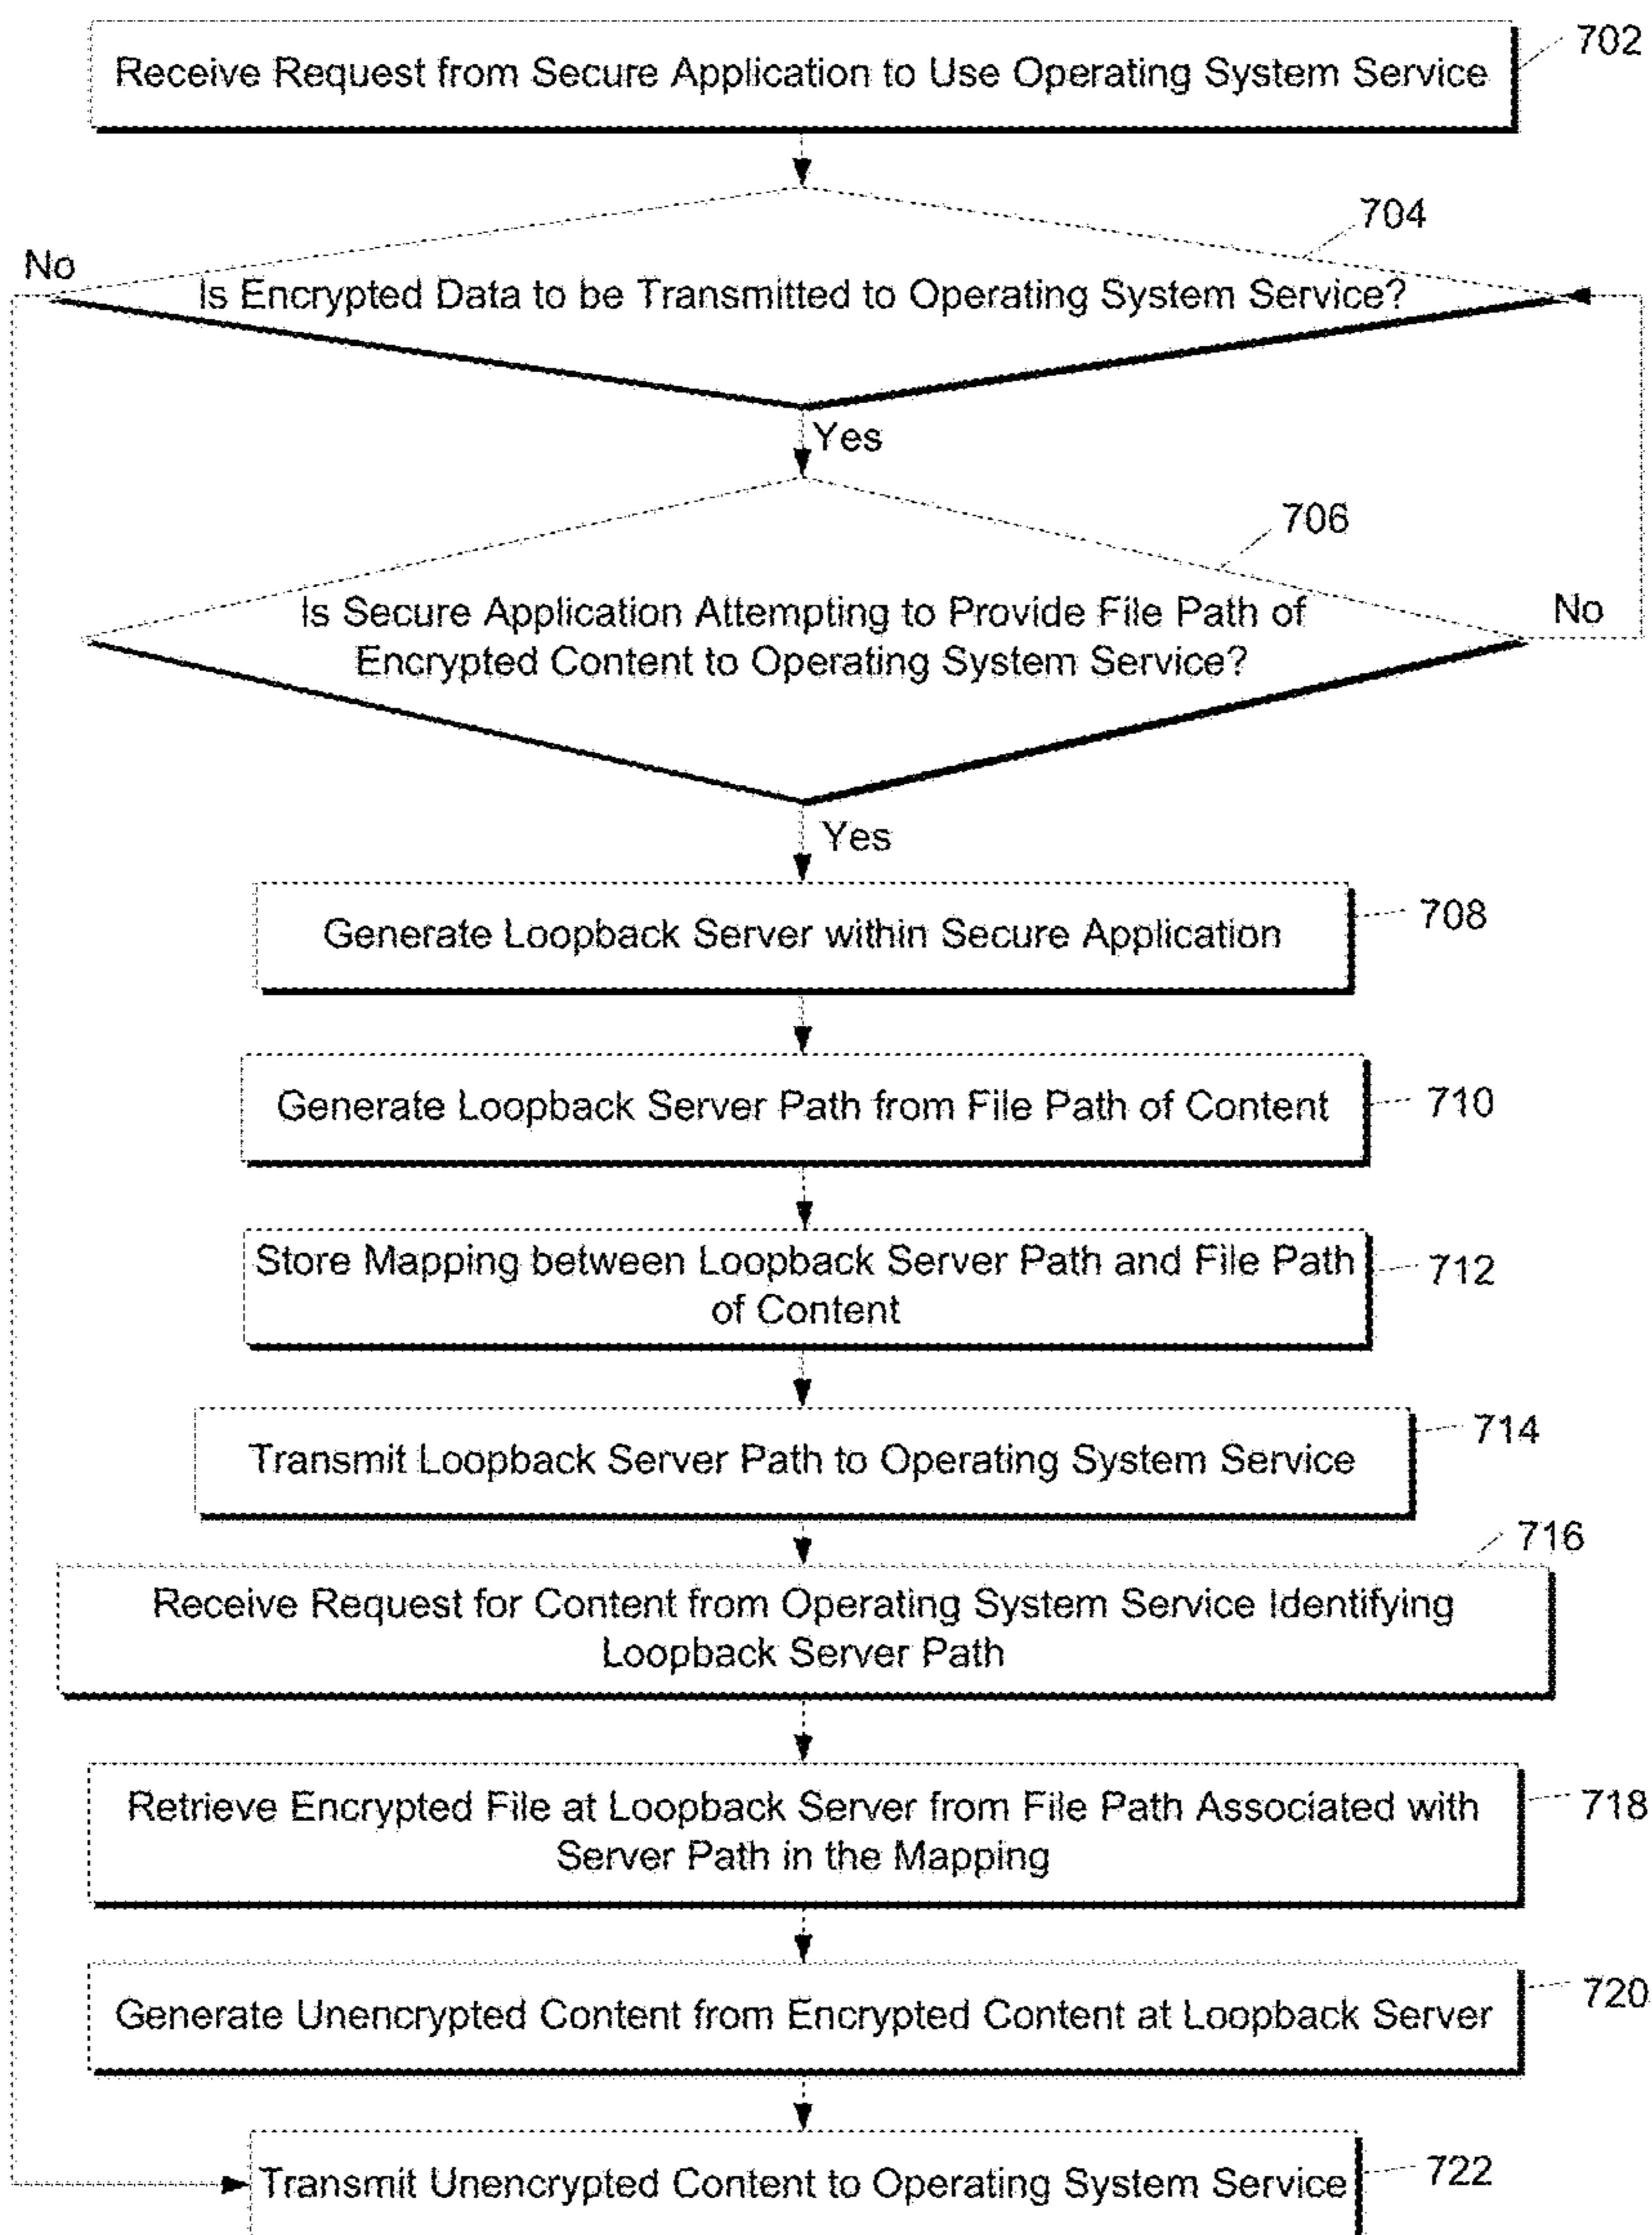 Receive Request from Secure Application to Use Operating System Service
702
704
No
Is Encrypted Data to be Transmitted to Operating System Service?
Yes
706
Is Secure Application Attempting to Provide File Path of
Encrypted Content to Operating System Service?
No
Yes
Generate Loopback Server within Secure Application
708
Generate Loopback Server Path from File Path of Content
710
Store Mapping between Loopback Server Path and File Path
of Content
712
Transmit Loopback Server Path to Operating System Service
714
716
Receive Request for Content from Operating System Service Identifying
Loopback Server Path
Retrieve Encrypted File at Loopback Server from File Path Associated with
Server Path in the Mapping
718
Generate Unencrypted Content from Encrypted Content at Loopback Server
720
Transmit Unencrypted Content to Operating System Service
722